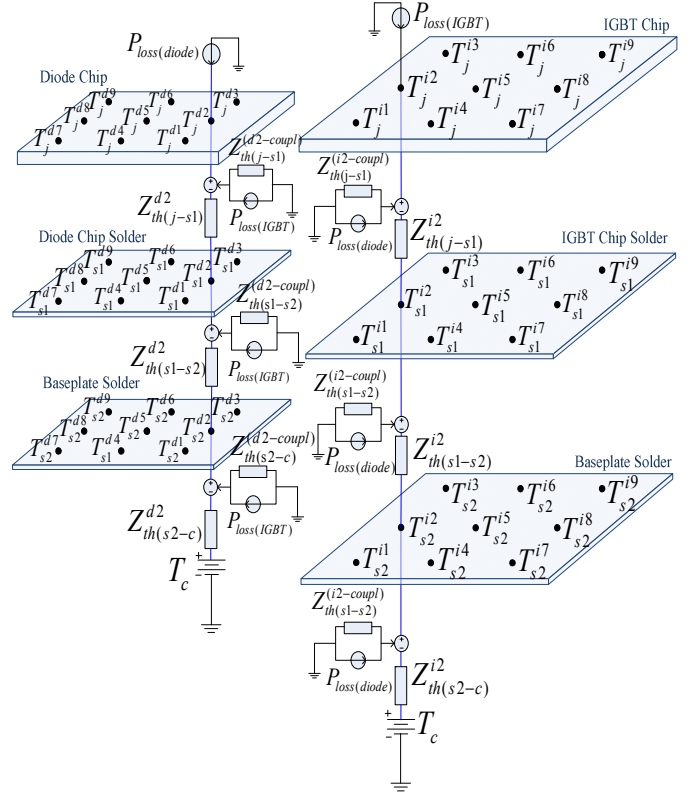 P_loss(diode)
Diode Chip
T_j^d9 T_j^d6 T_j^d3
T_j^d8 T_j^d5 T_j^d2
T_j^d7 T_j^d4 T_j^d1
Z_th(j-s1)^(d2-coupl)
Z_th(j-s1)^d2
P_loss(IGBT)
Diode Chip Solder
T_s1^d9 T_s1^d6 T_s1^d3
T_s1^d8 T_s1^d5 T_s1^d2
T_s1^d7 T_s1^d4 T_s1^d1
Z_th(s1-s2)^(d2-coupl)
Z_th(s1-s2)^d2
P_loss(IGBT)
Baseplate Solder
T_s2^d9 T_s2^d6 T_s2^d3
T_s2^d8 T_s2^d5 T_s2^d2
T_s2^d7 T_s1^d4 T_s2^d1
Z_th(s2-c)^(d2-coupl)
Z_th(s2-c)^d2
P_loss(IGBT)
+
T_c
-
P_loss(IGBT)
IGBT Chip
T_j^i3 T_j^i6 T_j^i9
T_j^i2 T_j^i5 T_j^i8
T_j^i1 T_j^i4 T_j^i7
Z_th(j-s1)^(i2-coupl)
P_loss(diode)
Z_th(j-s1)^i2
IGBT Chip Solder
T_s1^i3 T_s1^i6 T_s1^i9
T_s1^i2 T_s1^i5 T_s1^i8
T_s1^i1 T_s1^i4 T_s1^i7
Z_th(s1-s2)^(i2-coupl)
P_loss(diode)
Z_th(s1-s2)^i2
Baseplate Solder
T_s2^i3 T_s2^i6 T_s2^i9
T_s2^i2 T_s2^i5 T_s2^i8
T_s2^i1 T_s2^i4 T_s2^i7
Z_th(s1-s2)^(i2-coupl)
P_loss(diode)
Z_th(s2-c)^i2
+
T_c
-